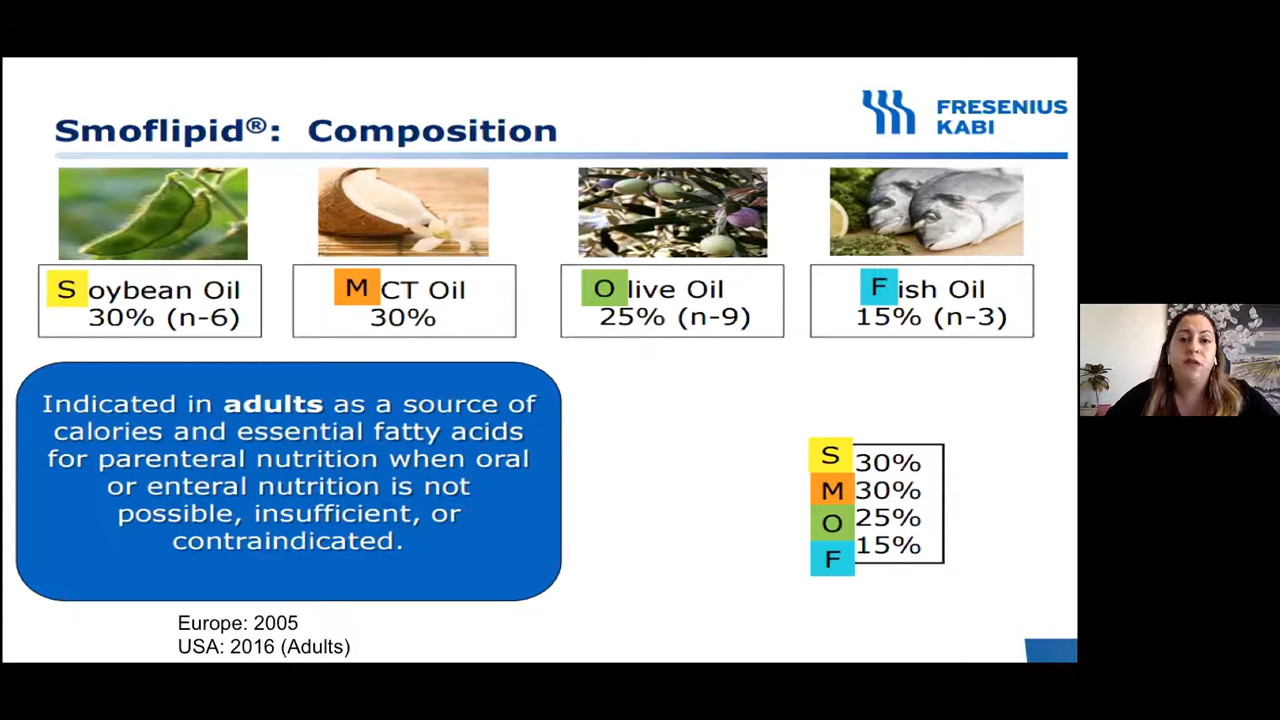 Smoflipid®: Composition
FRESENIUS
KABI
Soybean Oil
30% (n-6)
MCT Oil
30%
Olive Oil
25% (n-9)
Fish Oil
15% (n-3)
Indicated in adults as a source of
calories and essential fatty acids
for parenteral nutrition when oral
or enteral nutrition is not
possible, insufficient, or
contraindicated.
S 30%
M 30%
O 25%
F 15%
Europe: 2005
USA: 2016 (Adults)